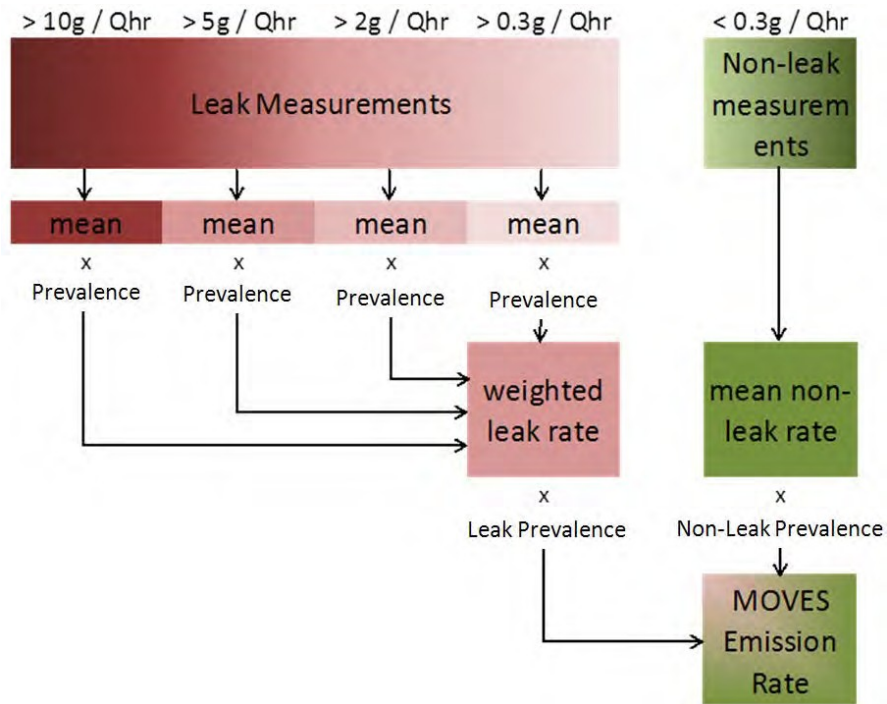 > 10g / Qhr > 5g / Qhr > 2g / Qhr > 0.3g / Qhr < 0.3g / Qhr
Leak Measurements
Non-leak
measurem
ents
mean mean mean mean
x x x x
Prevalence Prevalence Prevalence Prevalence
weighted
leak rate
mean non-
leak rate
x x
Leak Prevalence Non-Leak Prevalence
MOVES
Emission
Rate